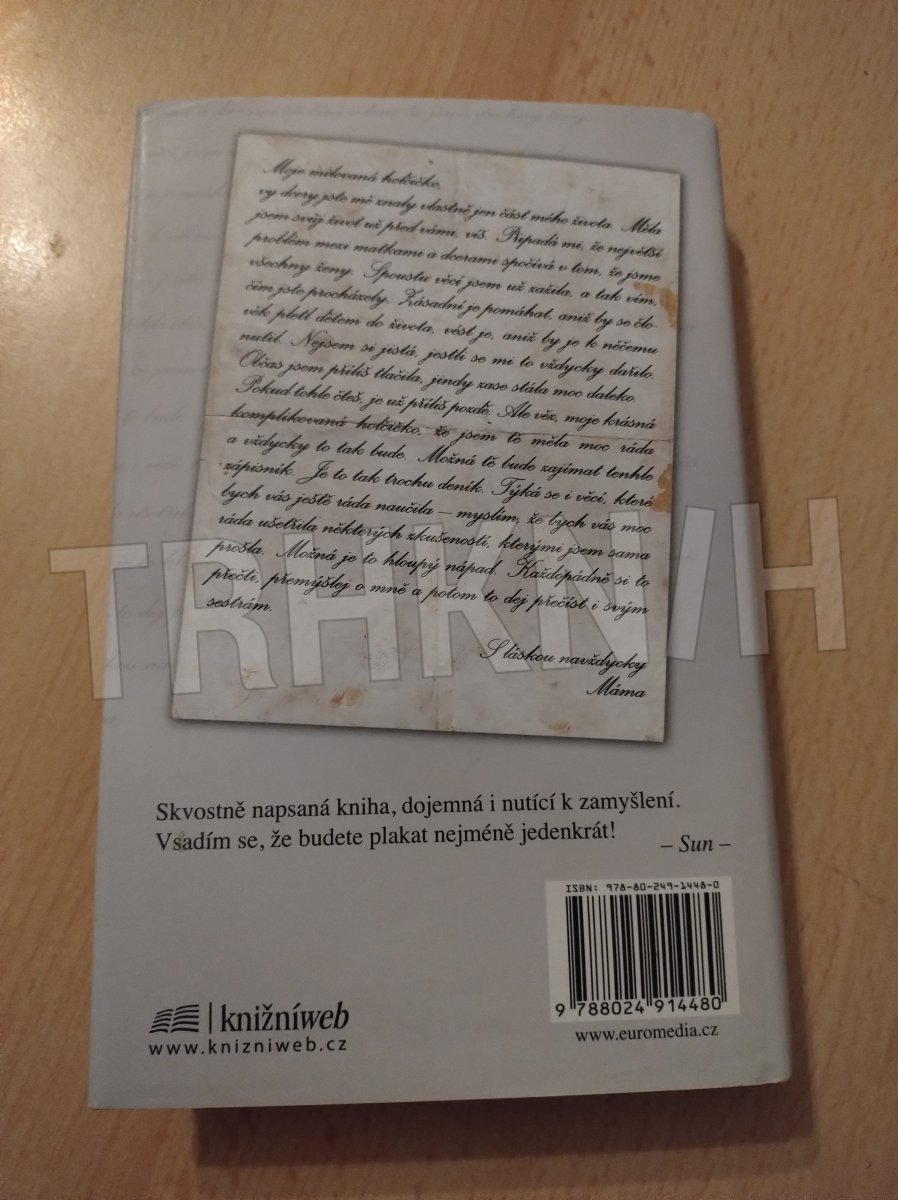 Moje milovaná holčičko,
vy dcery jste mě znaly vlastně jen část mého života. Měla
jsem svůj život už před vámi, víš. Připadá mi, že největší
problém mezi matkami a dcerami spočívá v tom, že jsme
všechny ženy. Spoustu věcí jsem už zažila, a tak vím,
čím jste procházely. Zásadní je pomáhat, aniž by se člo-
věk pletl dětem do života, vést je, aniž by je k něčemu
nutil. Nejsem si jistá, jestli se mi to vždycky dařilo.
Občas jsem příliš tlačila, jindy zase stála moc daleko.
Pokud tohle čteš, je už příliš pozdě. Ale věz, moje krásná
komplikovaná holčičko, že jsem tě měla moc ráda
a vždycky to tak bude. Možná tě bude zajímat tenhle
zápisník. Je to tak trochu deník. Týká se i věcí, které
bych vás ještě ráda naučila – myslím, že bych vás moc
ráda ušetřila některých zkušeností, kterými jsem sama
prošla. Možná je to hloupý nápad. Každopádně si to
přečti, přemýšlej o mně a potom to dej přečíst i svým
sestrám.
S láskou navždycky
Máma
TRHKNIH
Skvostně napsaná kniha, dojemná i nutící k zamyšlení.
Vsadím se, že budete plakat nejméně jedenkrát!
– Sun –
ISBN: 978-80-249-1448-0
9 788024 914480
www.euromedia.cz
knižníweb
www.knizniweb.cz